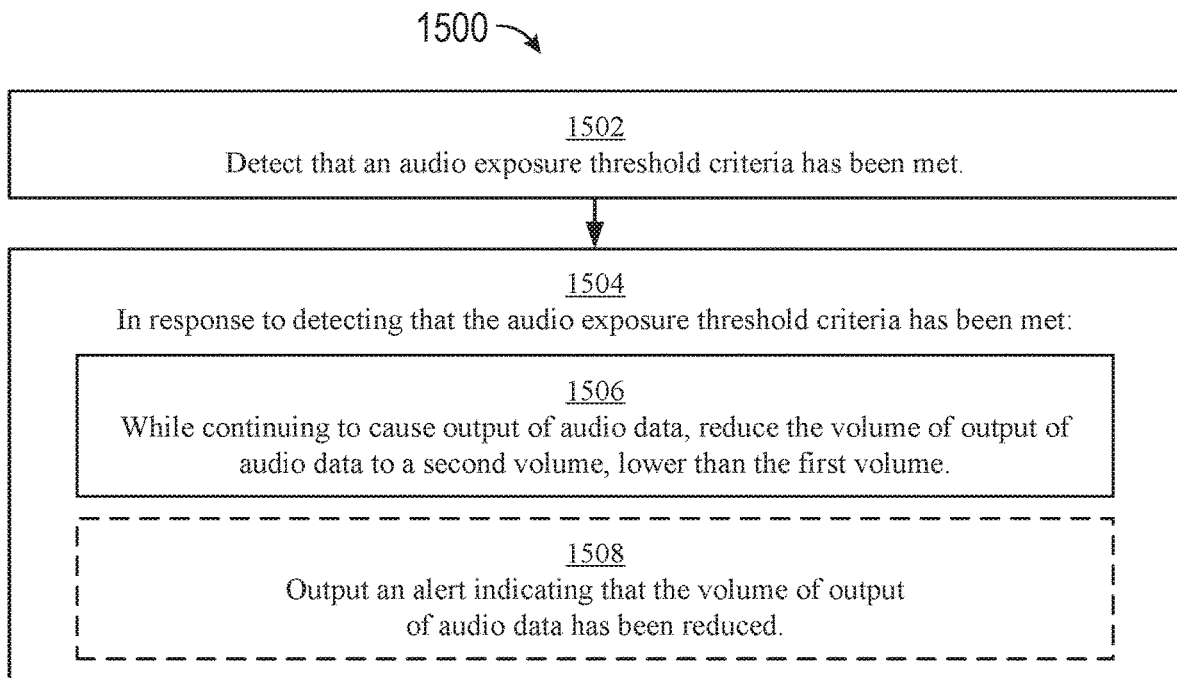 1500
1502
Detect that an audio exposure threshold criteria has been met.
1504
In response to detecting that the audio exposure threshold criteria has been met:
1506
While continuing to cause output of audio data, reduce the volume of output of
audio data to a second volume, lower than the first volume.
1508
Output an alert indicating that the volume of output
of audio data has been reduced.